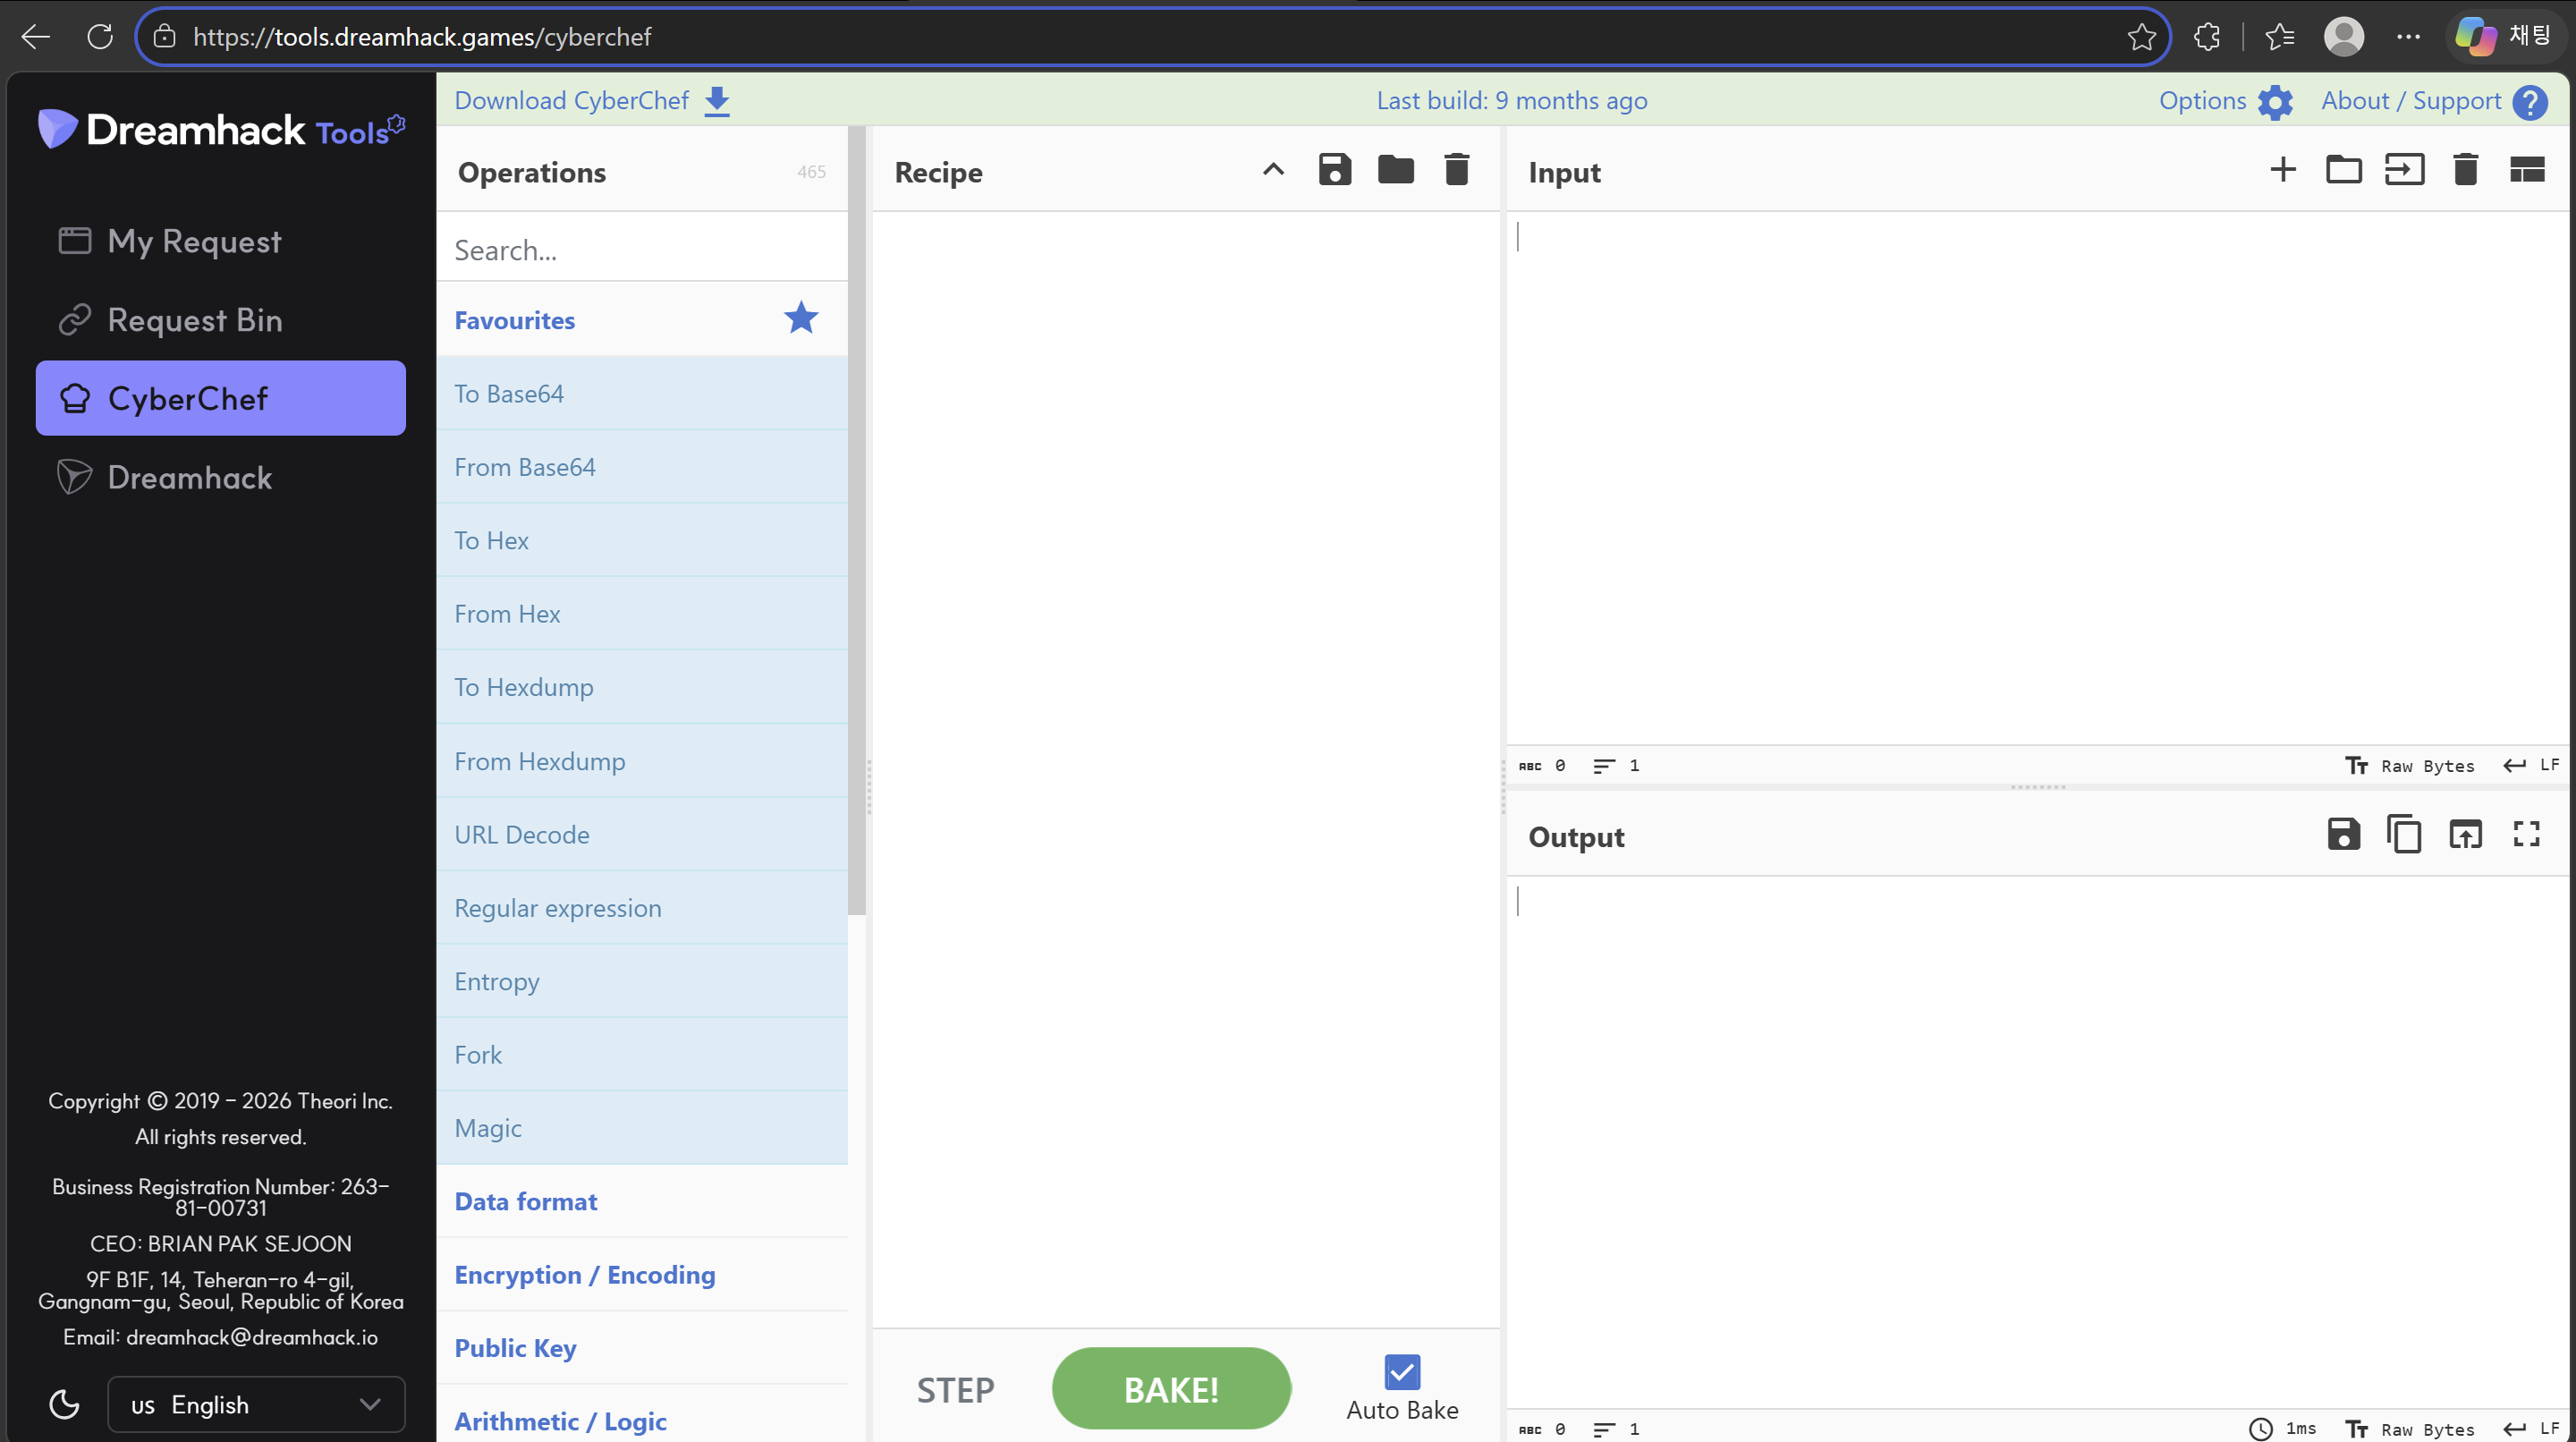 https://tools.dreamhack.games/cyberchef
채팅
Dreamhack Tools
My Request
Request Bin
CyberChef
Dreamhack
Copyright © 2019 - 2026 Theori Inc.
All rights reserved.
Business Registration Number: 263-
81-00731
CEO: BRIAN PAK SEJOON
9F B1F, 14, Teheran-ro 4-gil,
Gangnam-gu, Seoul, Republic of Korea
Email: dreamhack@dreamhack.io
us English
Download CyberChef
Last build: 9 months ago
Options
About / Support
Operations
465
Search...
Favourites
To Base64
From Base64
To Hex
From Hex
To Hexdump
From Hexdump
URL Decode
Regular expression
Entropy
Fork
Magic
Data format
Encryption / Encoding
Public Key
Arithmetic / Logic
Recipe
STEP
BAKE!
Auto Bake
Input
ABC 0 1
Raw Bytes LF
Output
ABC 0 1
1ms Raw Bytes LF